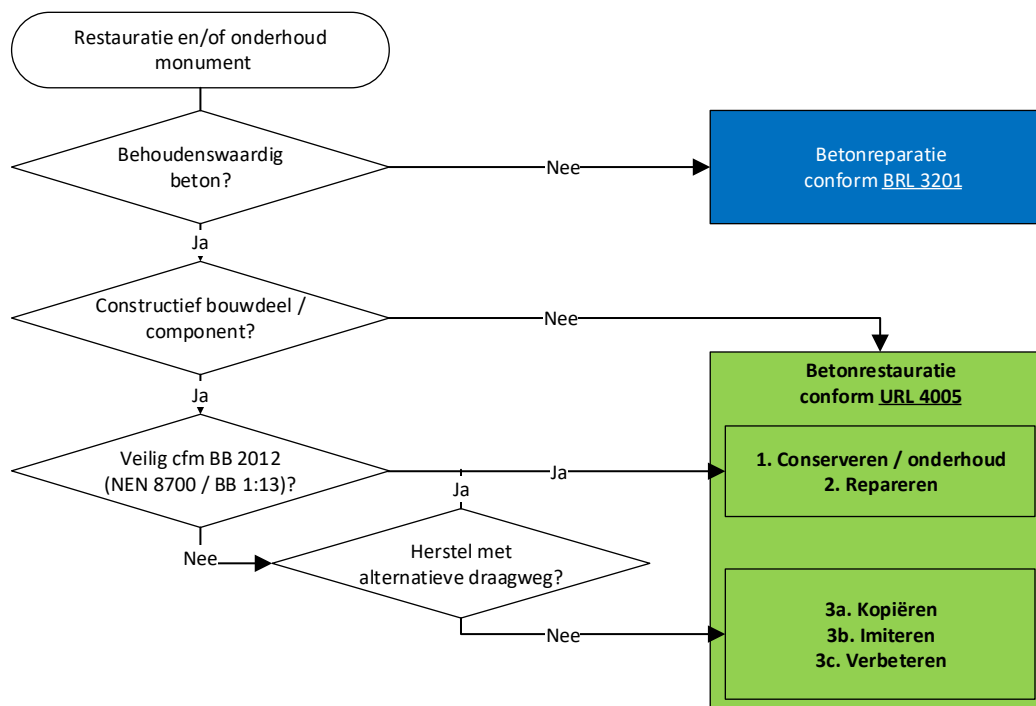 Restauratie en/of onderhoud
monument
Behoudenswaardig
beton?
Nee
Betonreparatie
conform BRL 3201
Ja
Constructief bouwdeel /
component?
Nee
Betonrestauratie
conform URL 4005
Ja
Veilig cfm BB 2012
(NEN 8700 / BB 1:13)?
Ja
1. Conserveren / onderhoud
2. Repareren
Ja
Nee
Herstel met
alternatieve draagweg?
Nee
3a. Kopiëren
3b. Imiteren
3c. Verbeteren